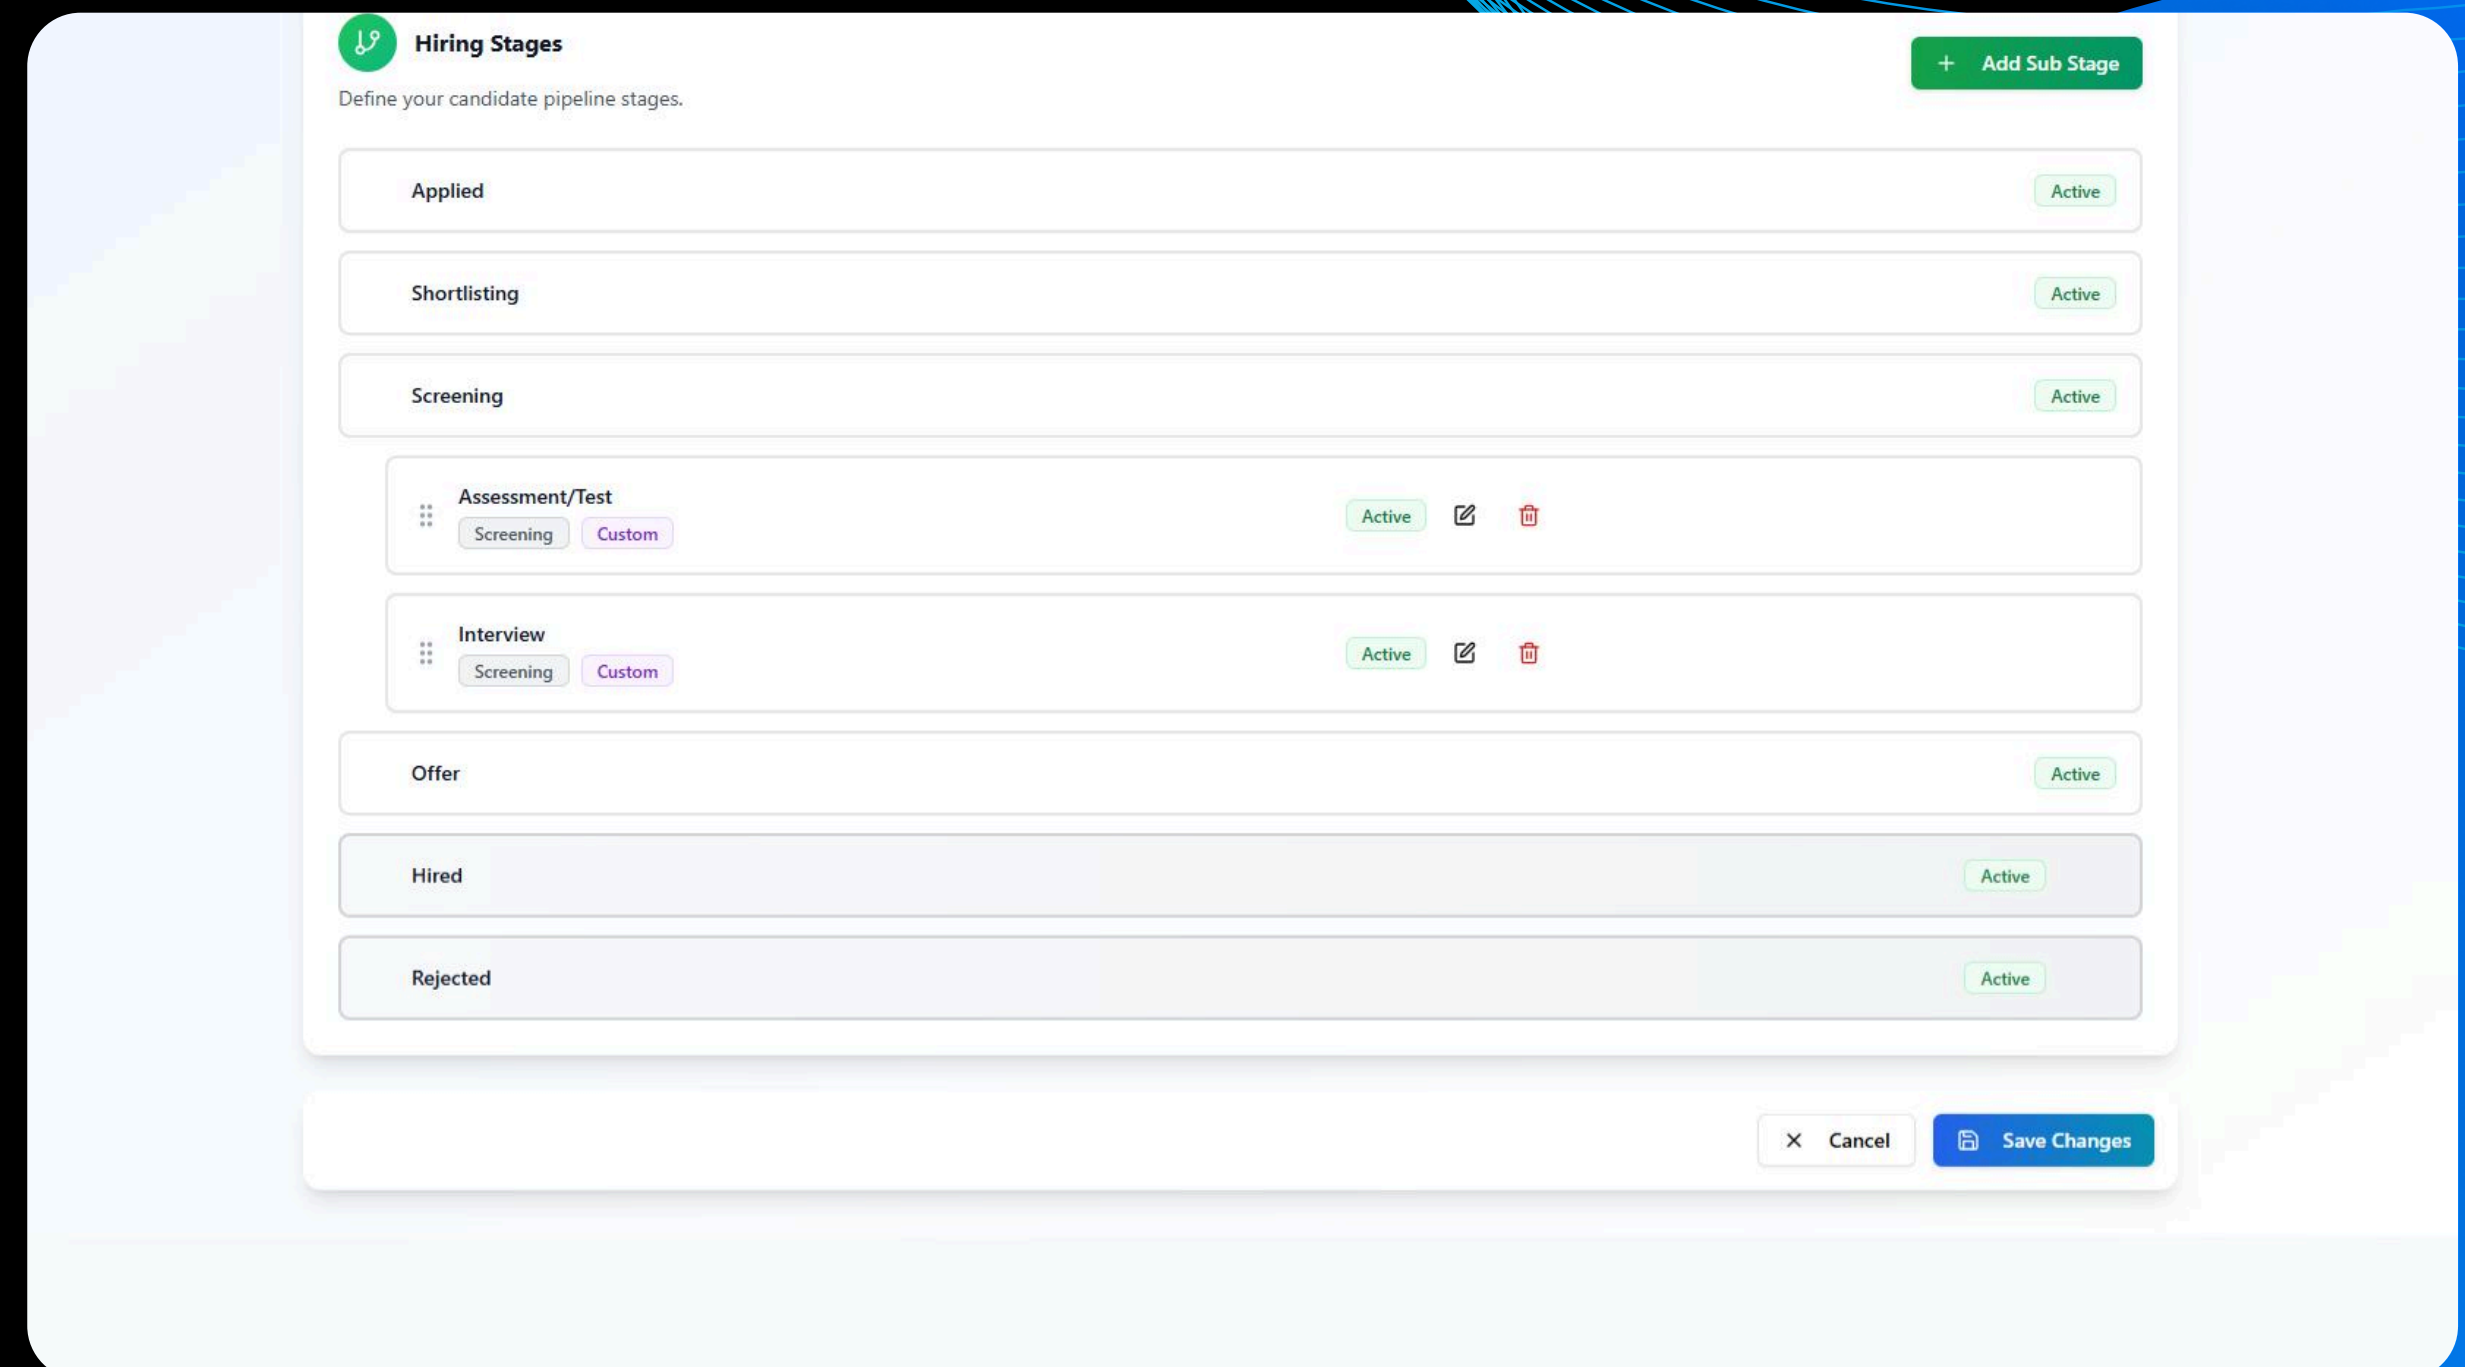 Hiring Stages
Add Sub Stage
Define your candidate pipeline stages.
Applied
Active
Shortlisting
Active
Screening
Active
Assessment/Test
Screening
Custom
Active
Interview
Screening
Custom
Active
Offer
Active
Hired
Active
Rejected
Active
Cancel
Save Changes